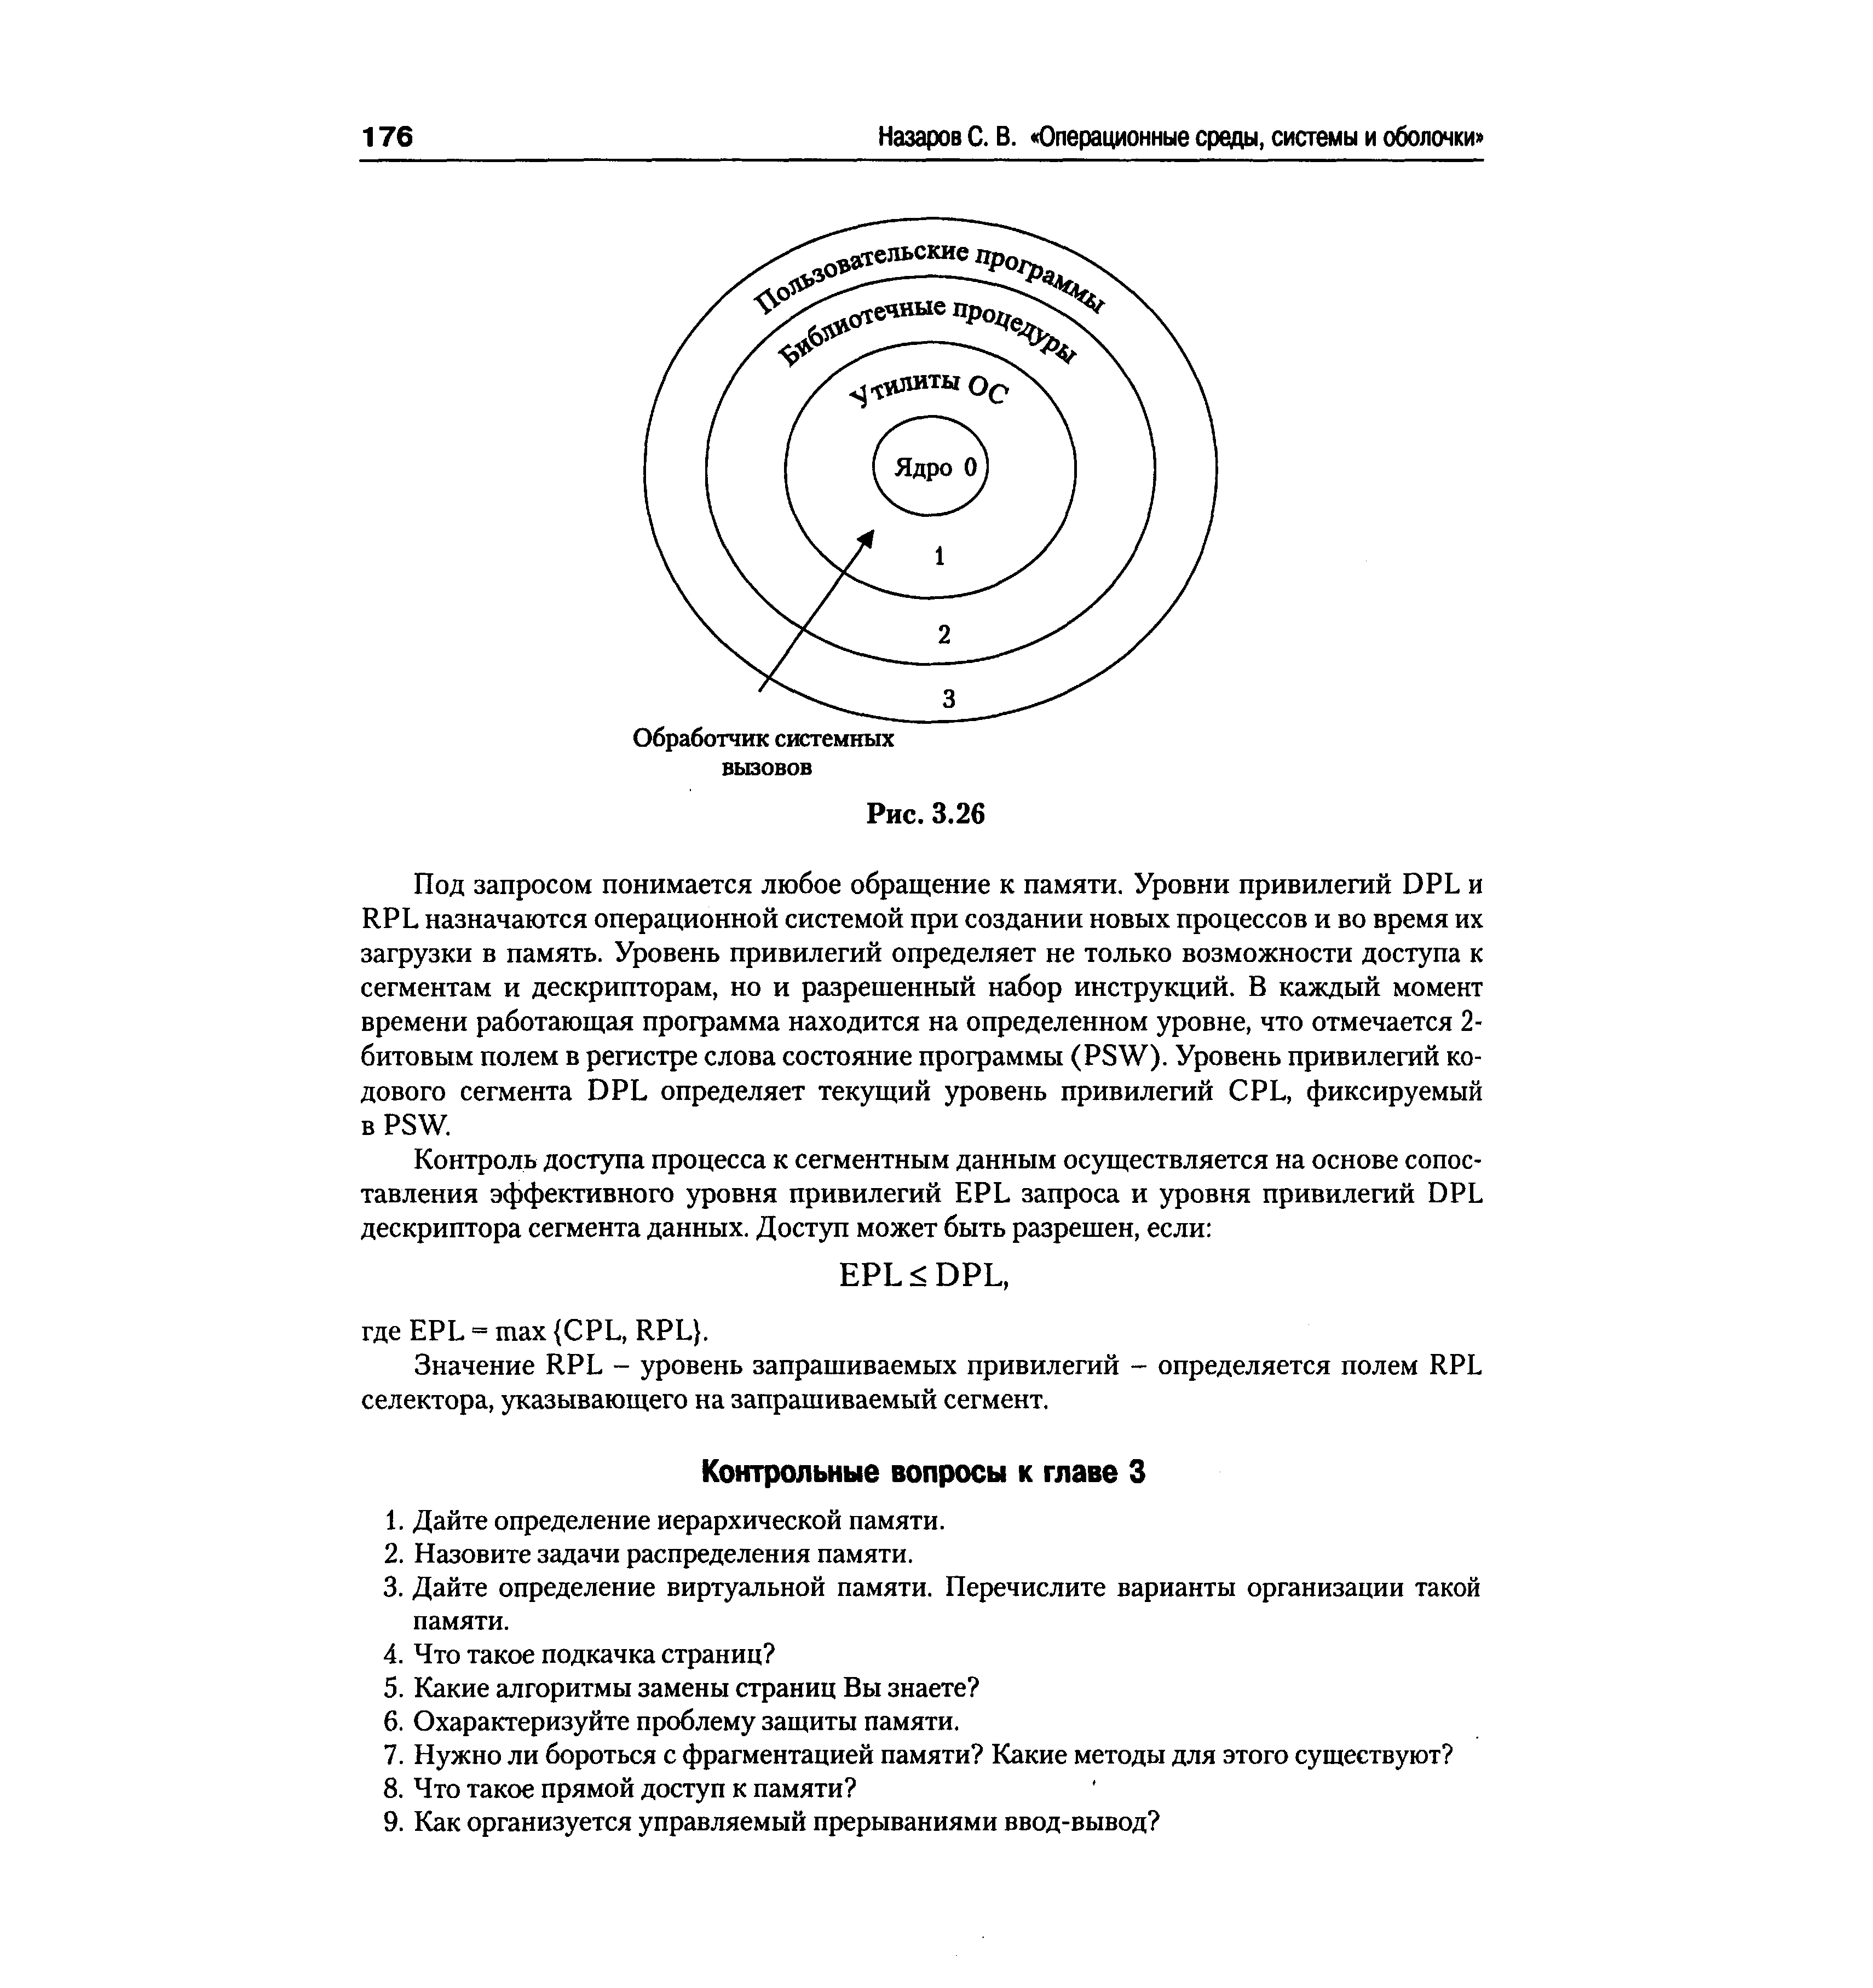 176 Назаров С. В. «Операционные среды, системы и оболочки»
Пользовательские программы
Библиотечные процедуры
Утилиты ОС
Ядро 0
1
2
3
Обработчик системных
вызовов
Рис. 3.26
Под запросом понимается любое обращение к памяти. Уровни привилегий DPL и
RPL назначаются операционной системой при создании новых процессов и во время их
загрузки в память. Уровень привилегий определяет не только возможности доступа к
сегментам и дескрипторам, но и разрешенный набор инструкций. В каждый момент
времени работающая программа находится на определенном уровне, что отмечается 2-
битовым полем в регистре слова состояние программы (PSW). Уровень привилегий ко-
дового сегмента DPL определяет текущий уровень привилегий CPL, фиксируемый
в PSW.
Контроль доступа процесса к сегментным данным осуществляется на основе сопос-
тавления эффективного уровня привилегий EPL запроса и уровня привилегий DPL
дескриптора сегмента данных. Доступ может быть разрешен, если:
EPL ≤ DPL,
где EPL = max {CPL, RPL}.
Значение RPL – уровень запрашиваемых привилегий – определяется полем RPL
селектора, указывающего на запрашиваемый сегмент.
Контрольные вопросы к главе 3
1. Дайте определение иерархической памяти.
2. Назовите задачи распределения памяти.
3. Дайте определение виртуальной памяти. Перечислите варианты организации такой
памяти.
4. Что такое подкачка страниц?
5. Какие алгоритмы замены страниц Вы знаете?
6. Охарактеризуйте проблему защиты памяти.
7. Нужно ли бороться с фрагментацией памяти? Какие методы для этого существуют?
8. Что такое прямой доступ к памяти?
9. Как организуется управляемый прерываниями ввод-вывод?